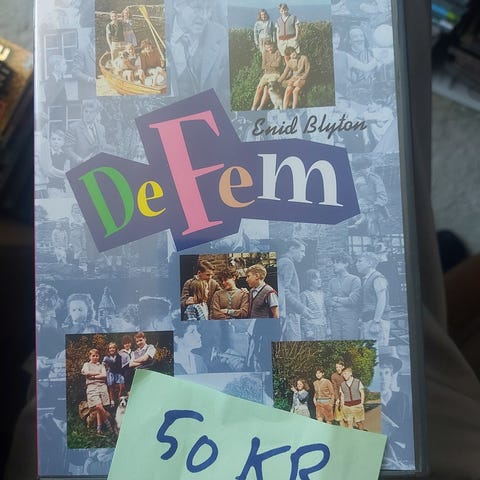 Enid Blyton
De Fem
50 KR